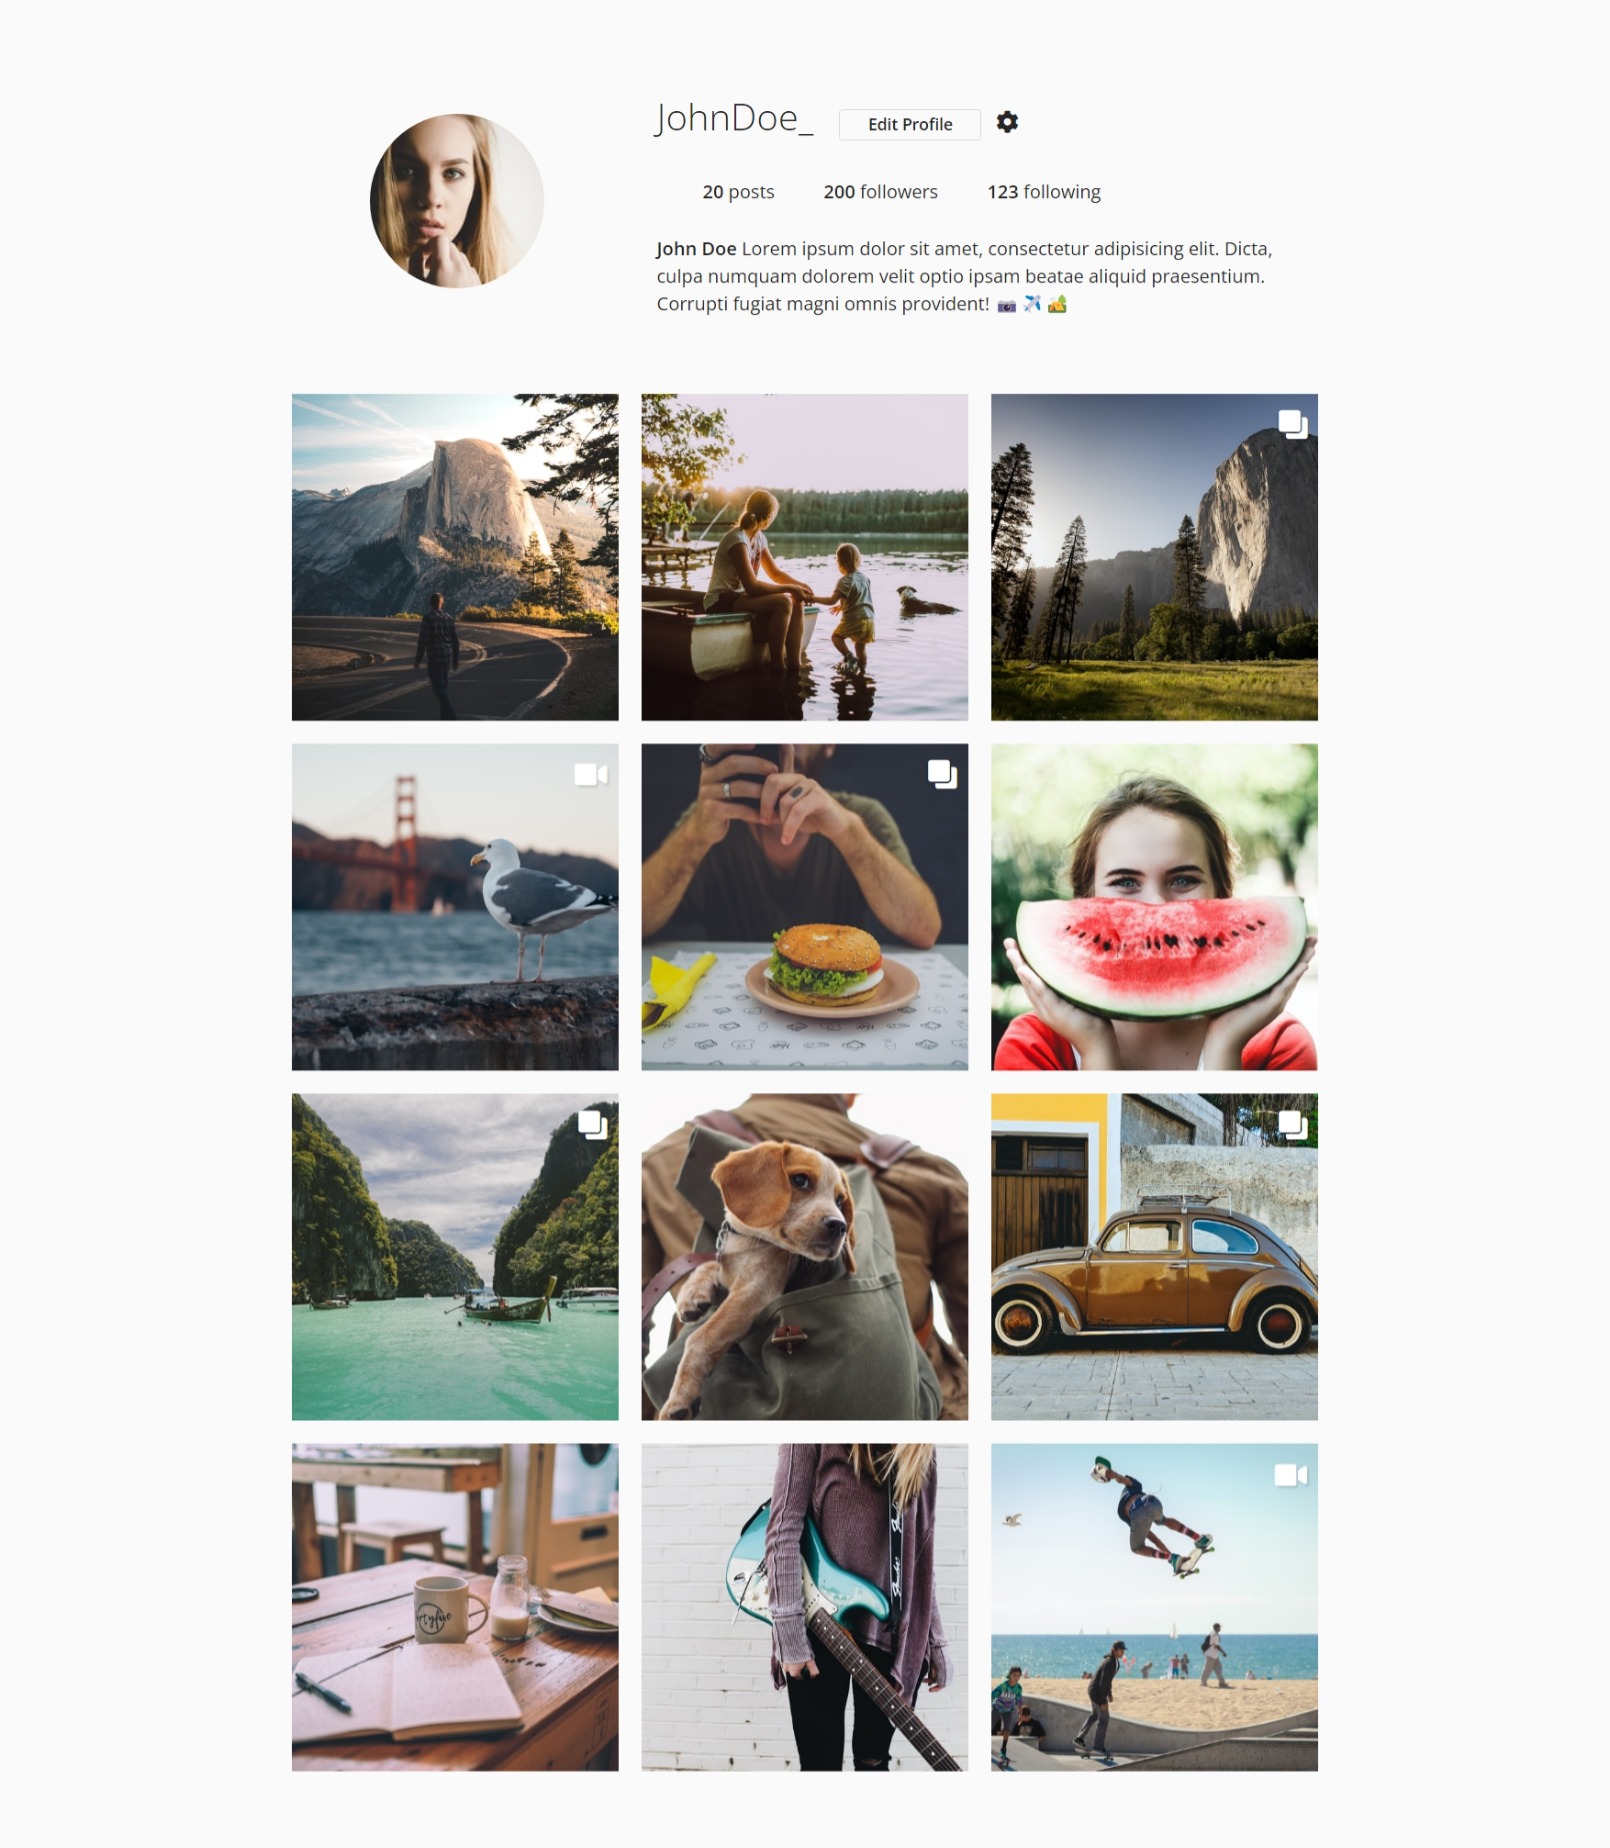 JohnDoe_ Edit Profile
20 posts 200 followers 123 following
John Doe Lorem ipsum dolor sit amet, consectetur adipisicing elit. Dicta,
culpa numquam dolorem velit optio ipsam beatae aliquid praesentium.
Corrupti fugiat magni omnis provident! 📷 ✈️ 🏕️
Fender